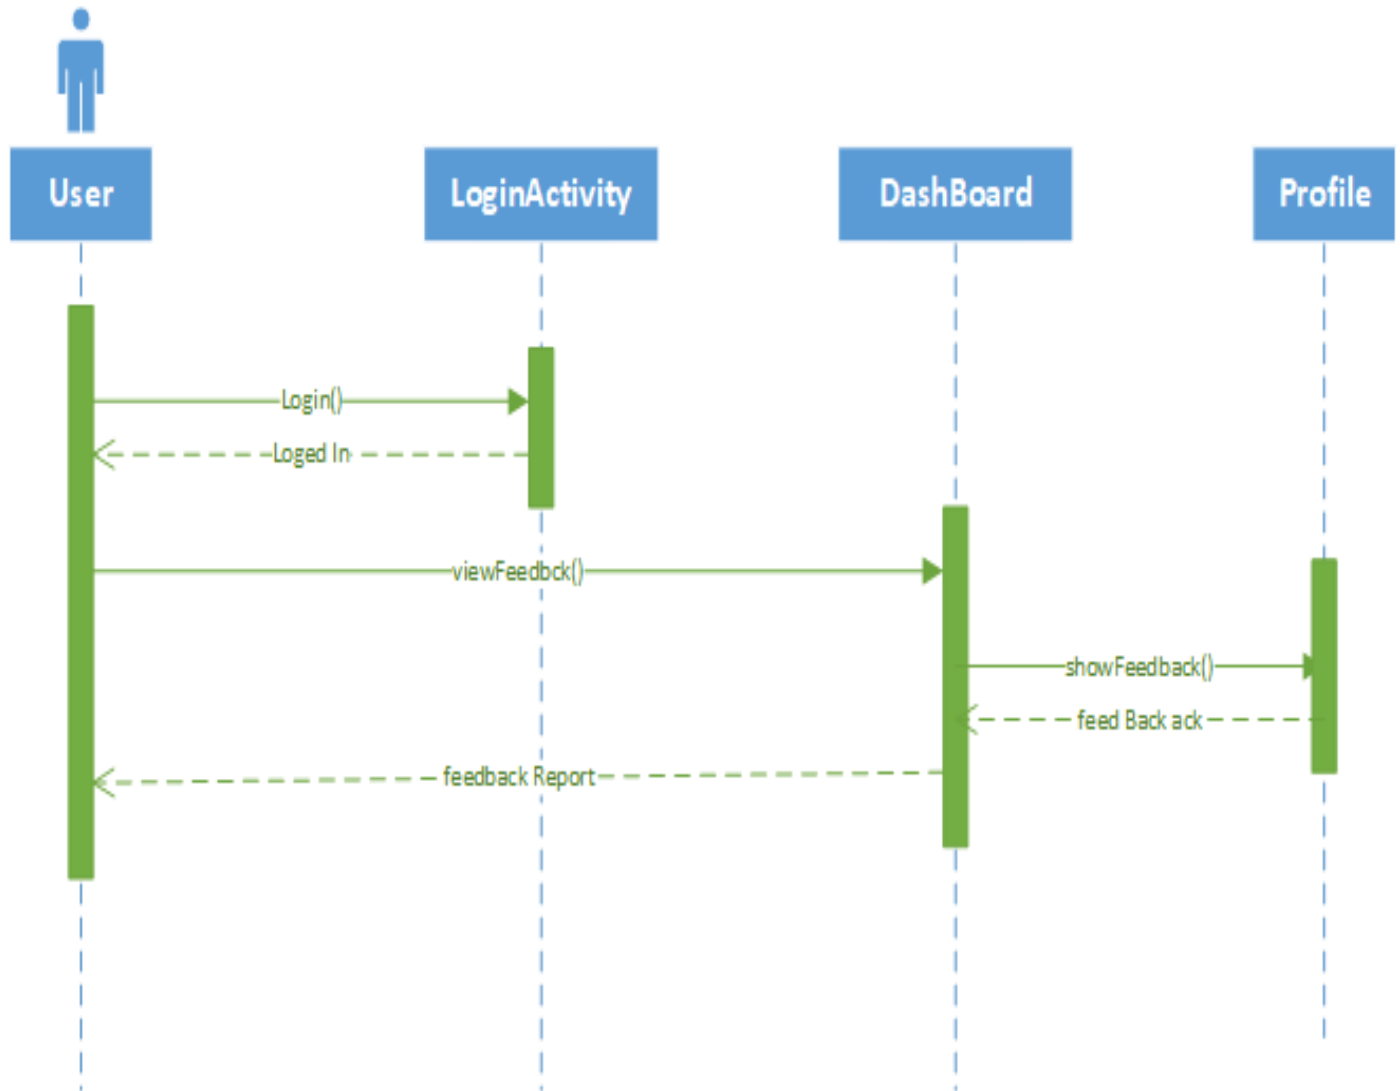 User
LoginActivity
DashBoard
Profile
Login()
Loged In
viewFeedbck()
showFeedback()
feed Back ack
feedback Report